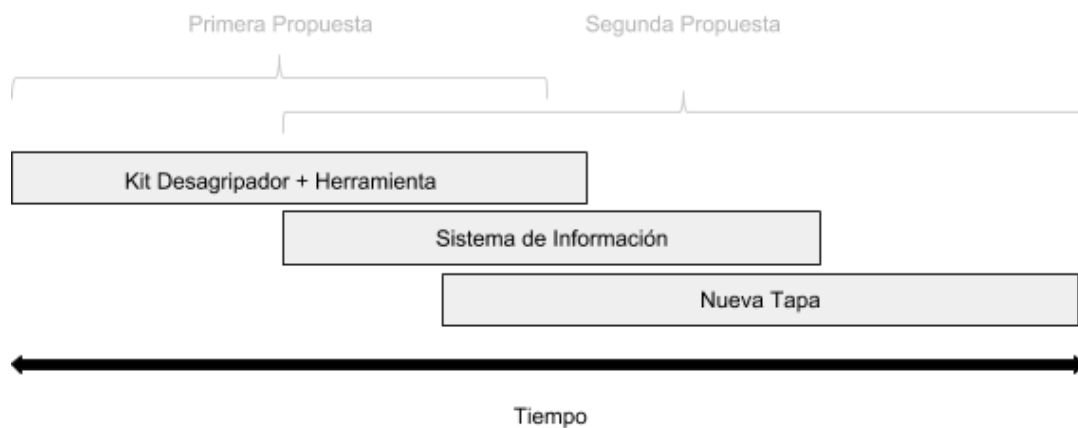 Primera Propuesta
Segunda Propuesta
Kit Desagripador + Herramienta
Sistema de Información
Nueva Tapa
Tiempo